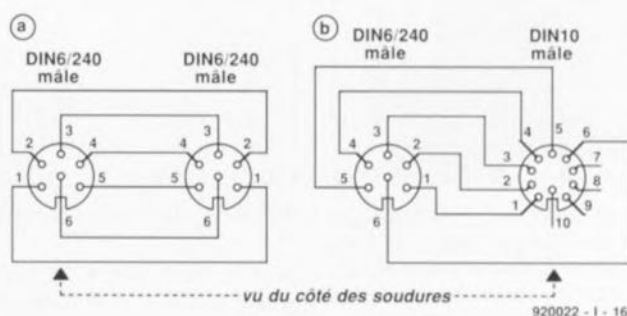 a
DIN6/240
mâle
DIN6/240
mâle
b
DIN6/240
mâle
DIN10
mâle
2 3 4 4 3 2
1 5 5 1
6 6
4 3 2 4 5 6
3 7
5 1 2 8
6 1 10 9
vu du côté des soudures
920022 - I - 16